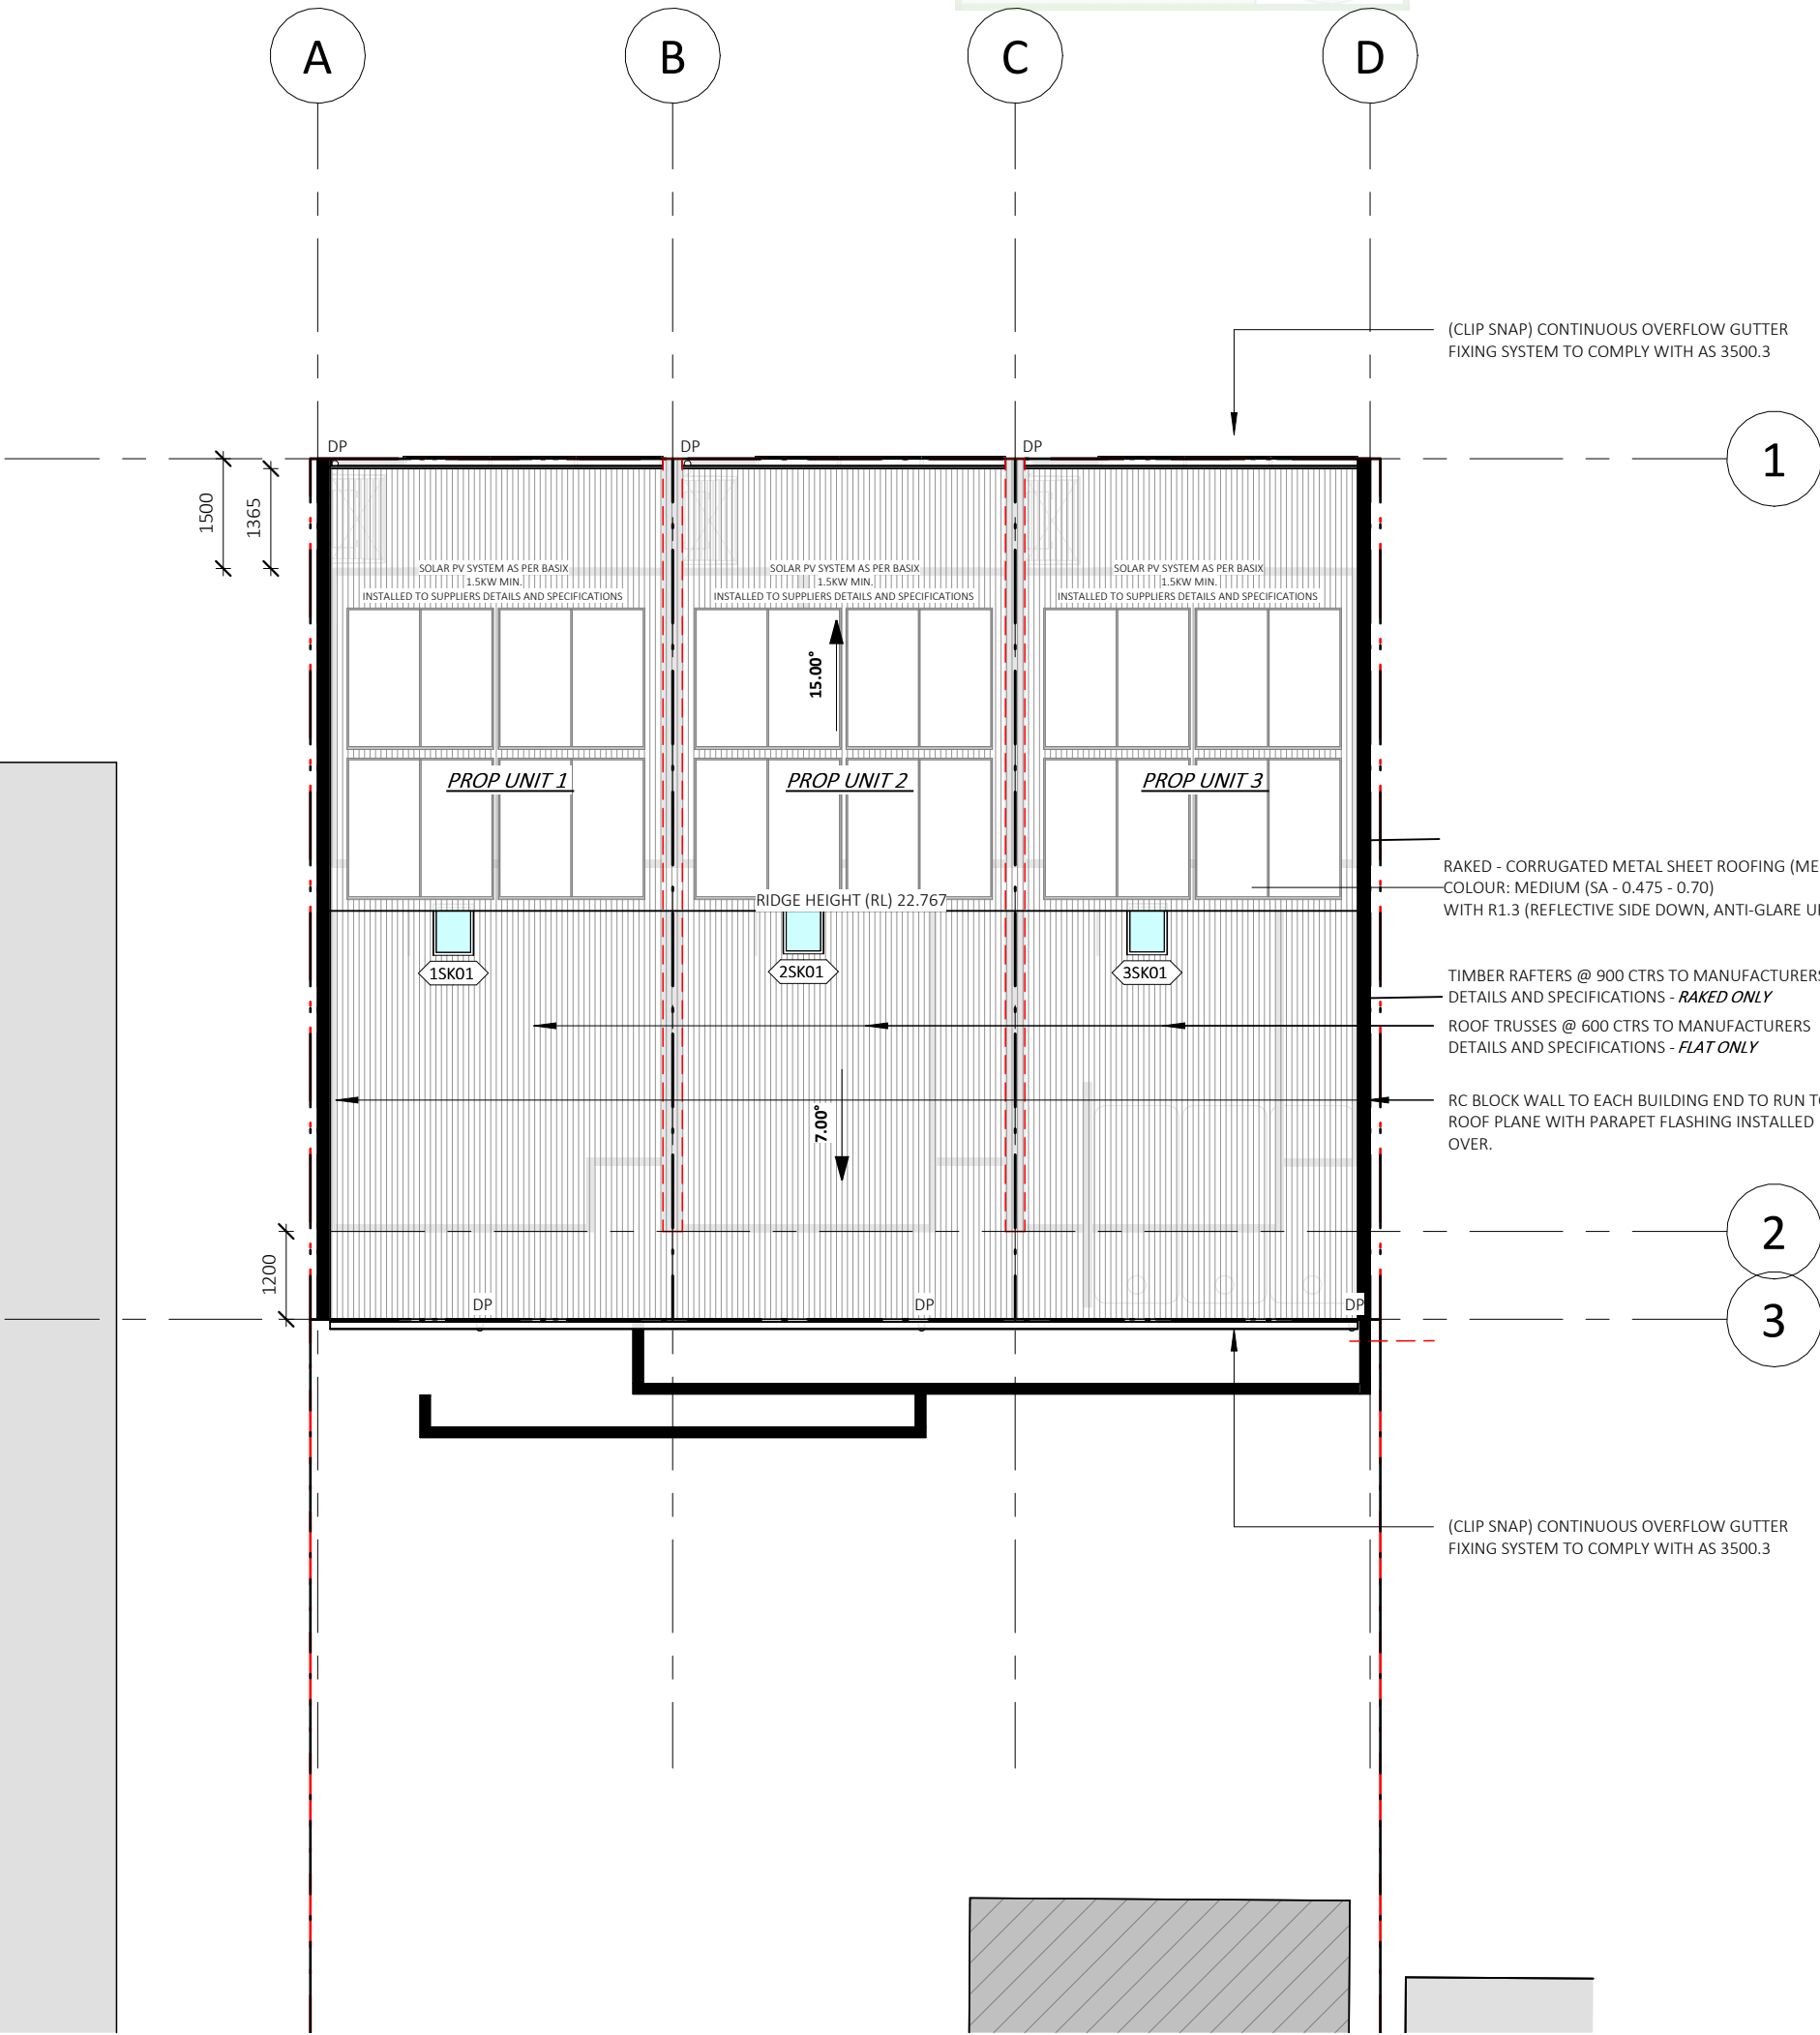 A
B
C
D
(CLIP SNAP) CONTINUOUS OVERFLOW GUTTER
FIXING SYSTEM TO COMPLY WITH AS 3500.3
DP
DP
DP
1
1500
1365
SOLAR PV SYSTEM AS PER BASIX
1.5KW MIN.
INSTALLED TO SUPPLIERS DETAILS AND SPECIFICATIONS
SOLAR PV SYSTEM AS PER BASIX
1.5KW MIN.
INSTALLED TO SUPPLIERS DETAILS AND SPECIFICATIONS
SOLAR PV SYSTEM AS PER BASIX
1.5KW MIN.
INSTALLED TO SUPPLIERS DETAILS AND SPECIFICATIONS
15.00°
PROP UNIT 1
PROP UNIT 2
PROP UNIT 3
RAKED - CORRUGATED METAL SHEET ROOFING (ME
COLOUR: MEDIUM (SA - 0.475 - 0.70)
WITH R1.3 (REFLECTIVE SIDE DOWN, ANTI-GLARE
RIDGE HEIGHT (RL) 22.767
1SK01
2SK01
3SK01
TIMBER RAFTERS @ 900 CTRS TO MANUFACTURERS
DETAILS AND SPECIFICATIONS - RAKED ONLY
ROOF TRUSSES @ 600 CTRS TO MANUFACTURERS
DETAILS AND SPECIFICATIONS - FLAT ONLY
7.00°
RC BLOCK WALL TO EACH BUILDING END TO RUN TO
ROOF PLANE WITH PARAPET FLASHING INSTALLED
OVER.
2
1200
DP
DP
DP
3
(CLIP SNAP) CONTINUOUS OVERFLOW GUTTER
FIXING SYSTEM TO COMPLY WITH AS 3500.3